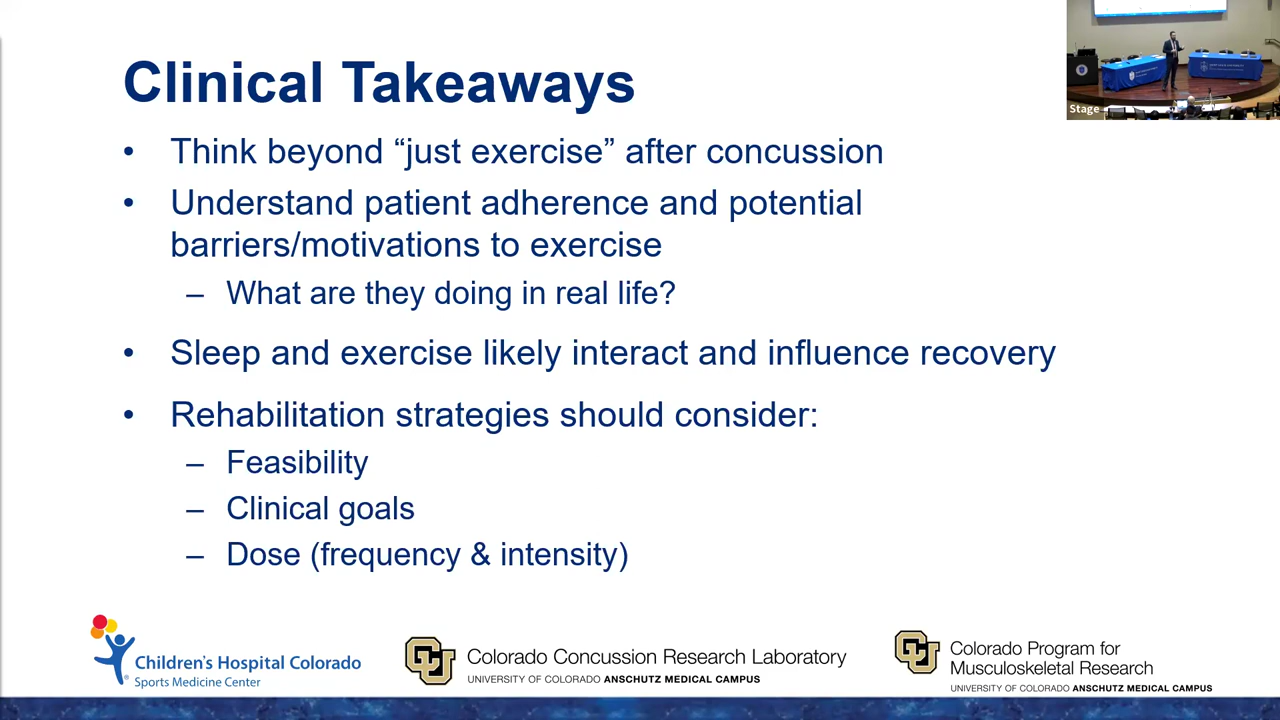 Clinical Takeaways
• Think beyond “just exercise” after concussion
• Understand patient adherence and potential
barriers/motivations to exercise
– What are they doing in real life?
• Sleep and exercise likely interact and influence recovery
• Rehabilitation strategies should consider:
– Feasibility
– Clinical goals
– Dose (frequency & intensity)
Stage
Children's Hospital Colorado
Sports Medicine Center
CU
Colorado Concussion Research Laboratory
UNIVERSITY OF COLORADO ANSCHUTZ MEDICAL CAMPUS
CU
Colorado Program for
Musculoskeletal Research
UNIVERSITY OF COLORADO ANSCHUTZ MEDICAL CAMPUS